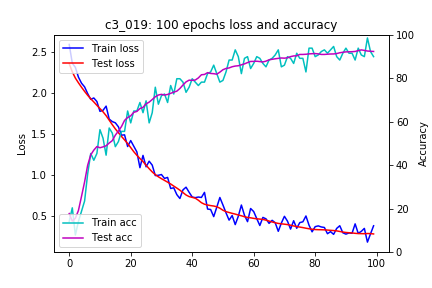 c3_019: 100 epochs loss and accuracy
Train loss
Test loss
Train acc
Test acc
Loss
2.5
2.0
1.5
1.0
0.5
Accuracy
100
80
60
40
20
0
0
20
40
60
80
100